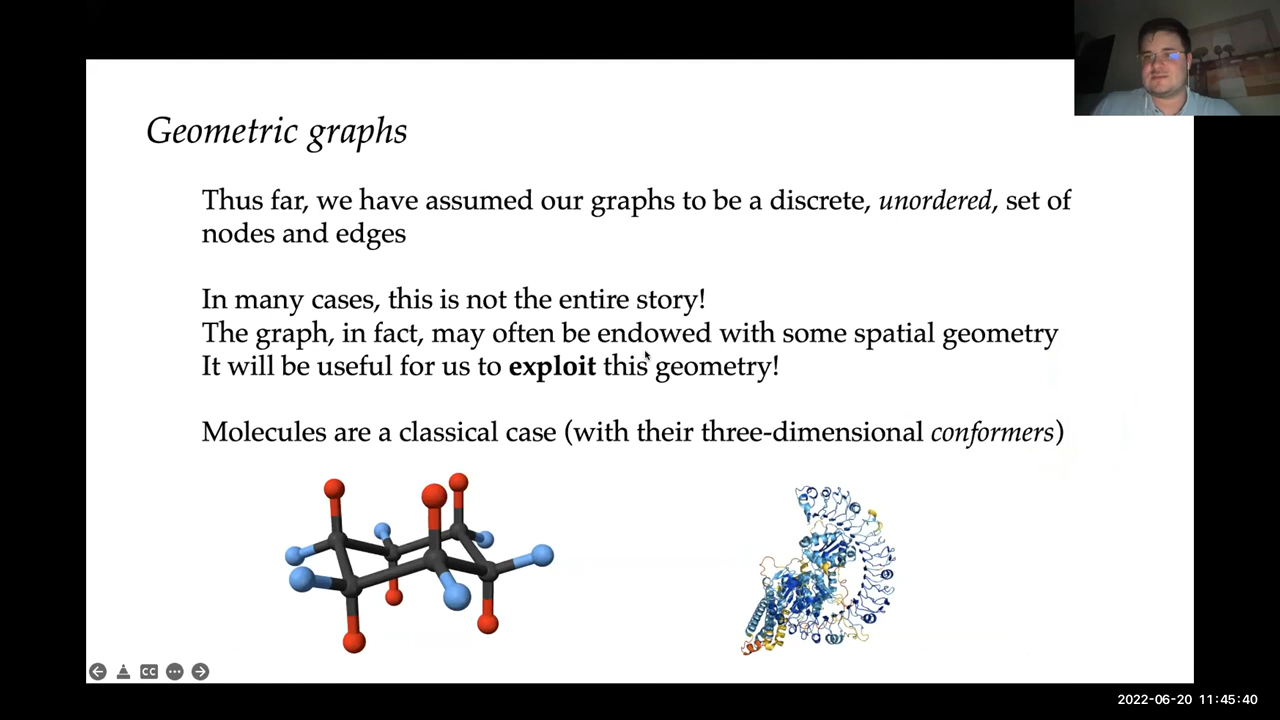 Geometric graphs
Thus far, we have assumed our graphs to be a discrete, unordered, set of
nodes and edges
In many cases, this is not the entire story!
The graph, in fact, may often be endowed with some spatial geometry
It will be useful for us to exploit this geometry!
Molecules are a classical case (with their three-dimensional conformers)
CC
2022-06-20 11:45:40